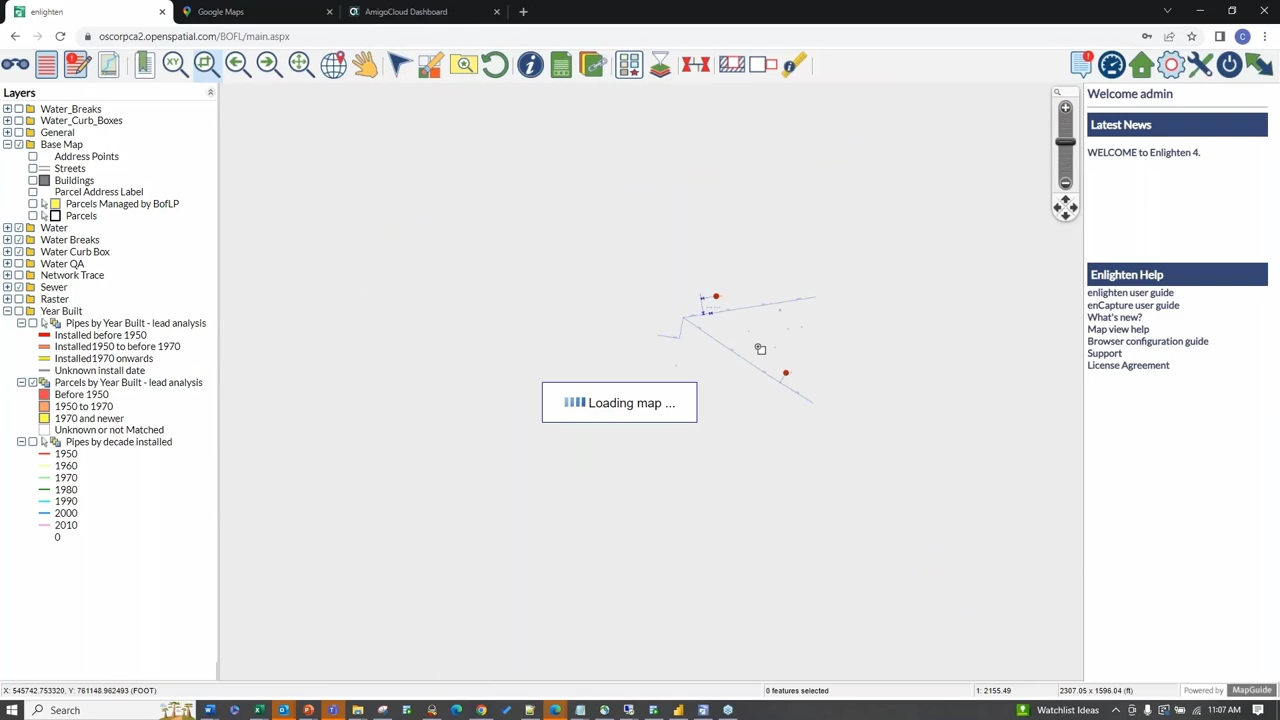 enlighten
Google Maps
AmigoCloud Dashboard
oscorpca2.openspatial.com/BOFL/main.aspx
C
XY
Layers
Water_Breaks
Water_Curb_Boxes
General
Base Map
Address Points
Streets
Buildings
Parcel Address Label
Parcels Managed by BofLP
Parcels
Water
Water Breaks
Water Curb Box
Water QA
Network Trace
Sewer
Raster
Year Built
Pipes by Year Built - lead analysis
Installed before 1950
Installed1950 to before 1970
Installed1970 onwards
Unknown install date
Parcels by Year Built - lead analysis
Before 1950
1950 to 1970
1970 and newer
Unknown or not Matched
Pipes by decade installed
1950
1960
1970
1980
1990
2000
2010
0
Loading map ...
Welcome admin
Latest News
WELCOME to Enlighten 4.
Enlighten Help
enlighten user guide
enCapture user guide
What's new?
Map view help
Browser configuration guide
Support
License Agreement
X: 545742.753320, Y: 761148.962493 (FOOT)
0 features selected
1: 2155.49
2307.05 x 1596.04 (ft)
Powered by MapGuide
Search
Watchlist Ideas
11:07 AM